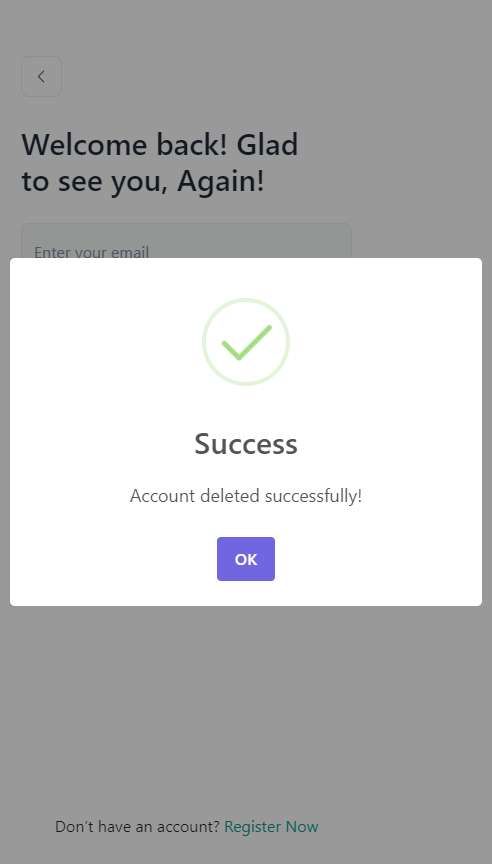 Welcome back! Glad
to see you, Again!
Enter your email
Success
Account deleted successfully!
OK
Don't have an account? Register Now